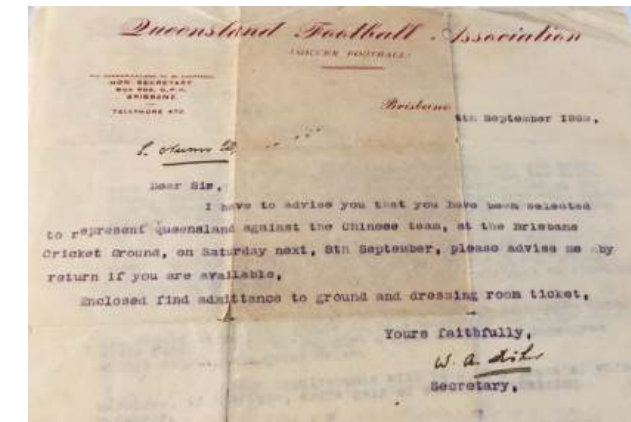 Queensland Football Association
(SOCCER FOOTBALL)
HON. SECRETARY
BRISBANE
TELEPHONE
Brisbane
September
Dear Sir,
I have to advise you that you have been selected
to represent Queensland against the Chinese team, at the Brisbane
Cricket Ground, on Saturday next, 8th September, please advise me by
return if you are available,
Enclosed find admittance to ground and dressing room ticket,
Yours faithfully,
W. A.
Secretary,